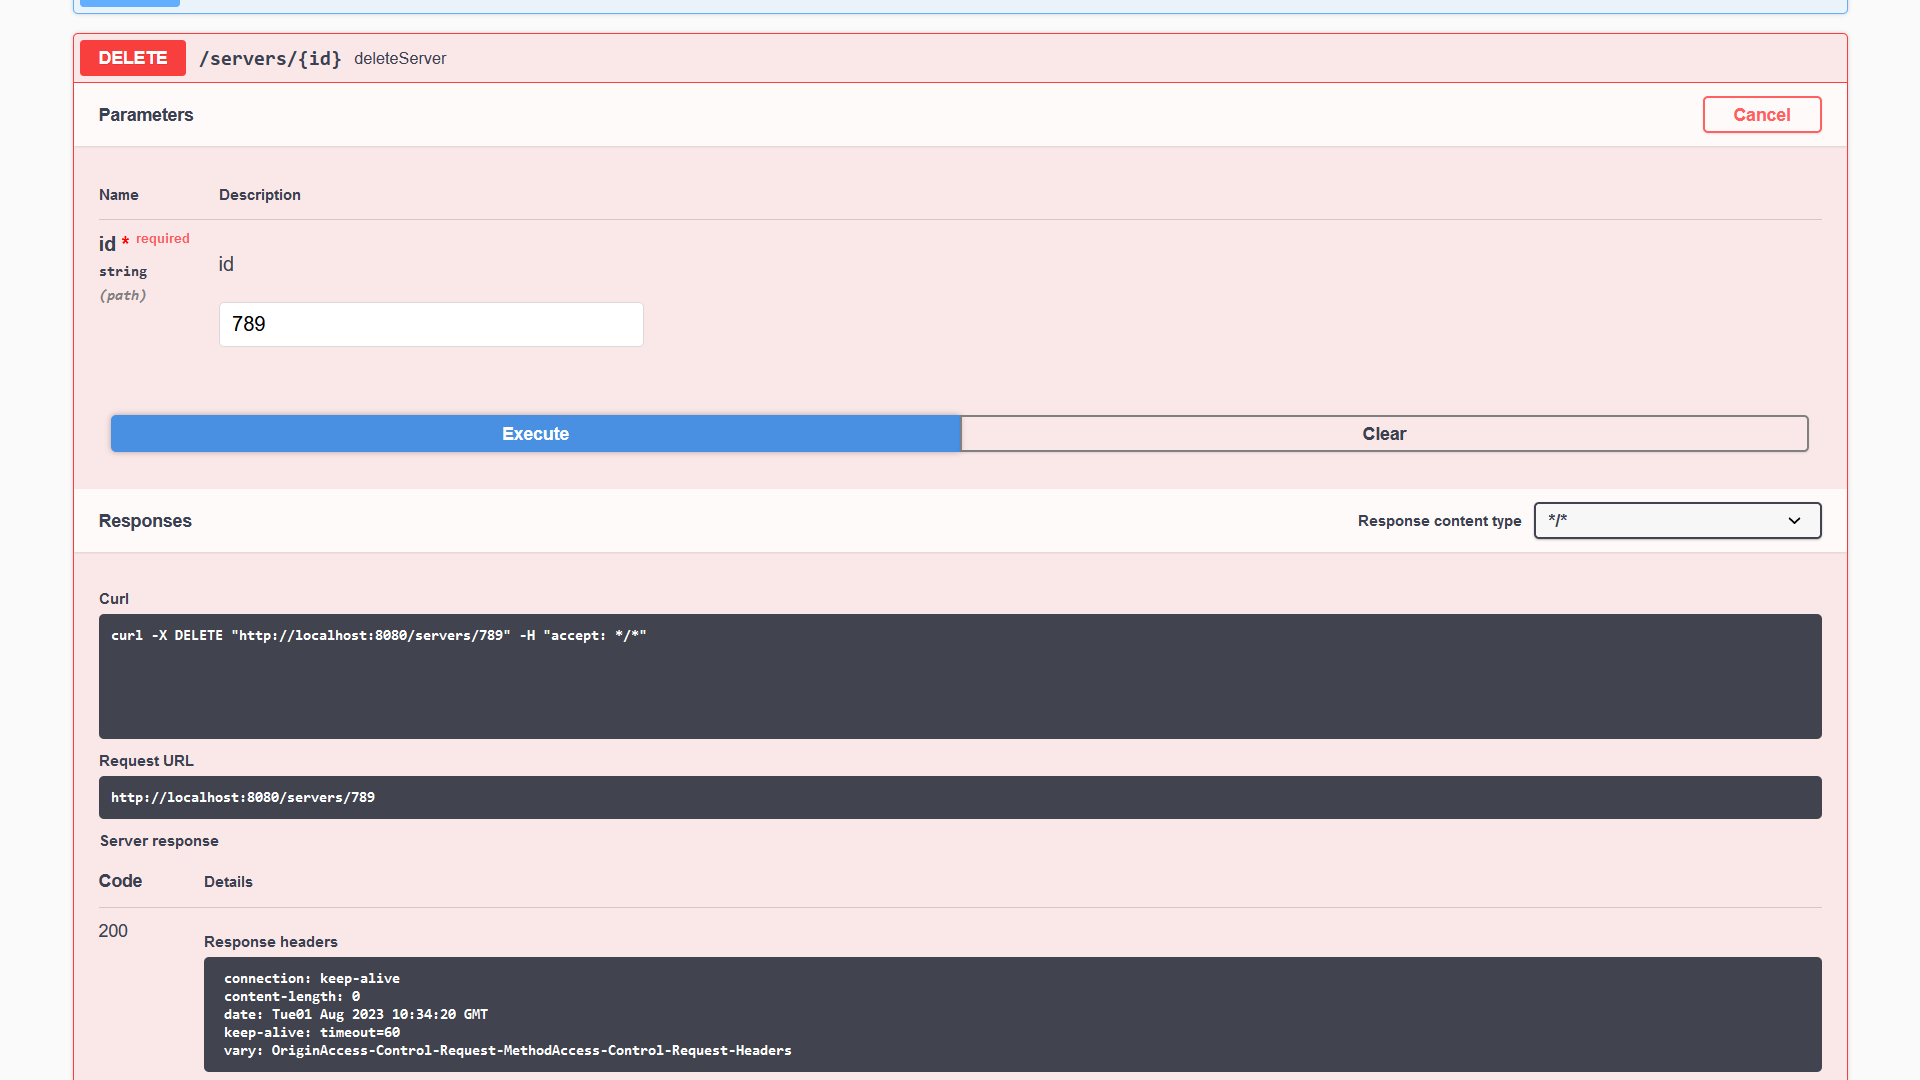 DELETE /servers/{id} deleteServer
Parameters
Cancel
Name Description
id * required
string
(path)
id
789
Execute
Clear
Responses
Response content type */*
Curl
curl -X DELETE "http://localhost:8080/servers/789" -H "accept: */*"
Request URL
http://localhost:8080/servers/789
Server response
Code Details
200
Response headers
connection: keep-alive
content-length: 0
date: Tue01 Aug 2023 10:34:20 GMT
keep-alive: timeout=60
vary: OriginAccess-Control-Request-MethodAccess-Control-Request-Headers